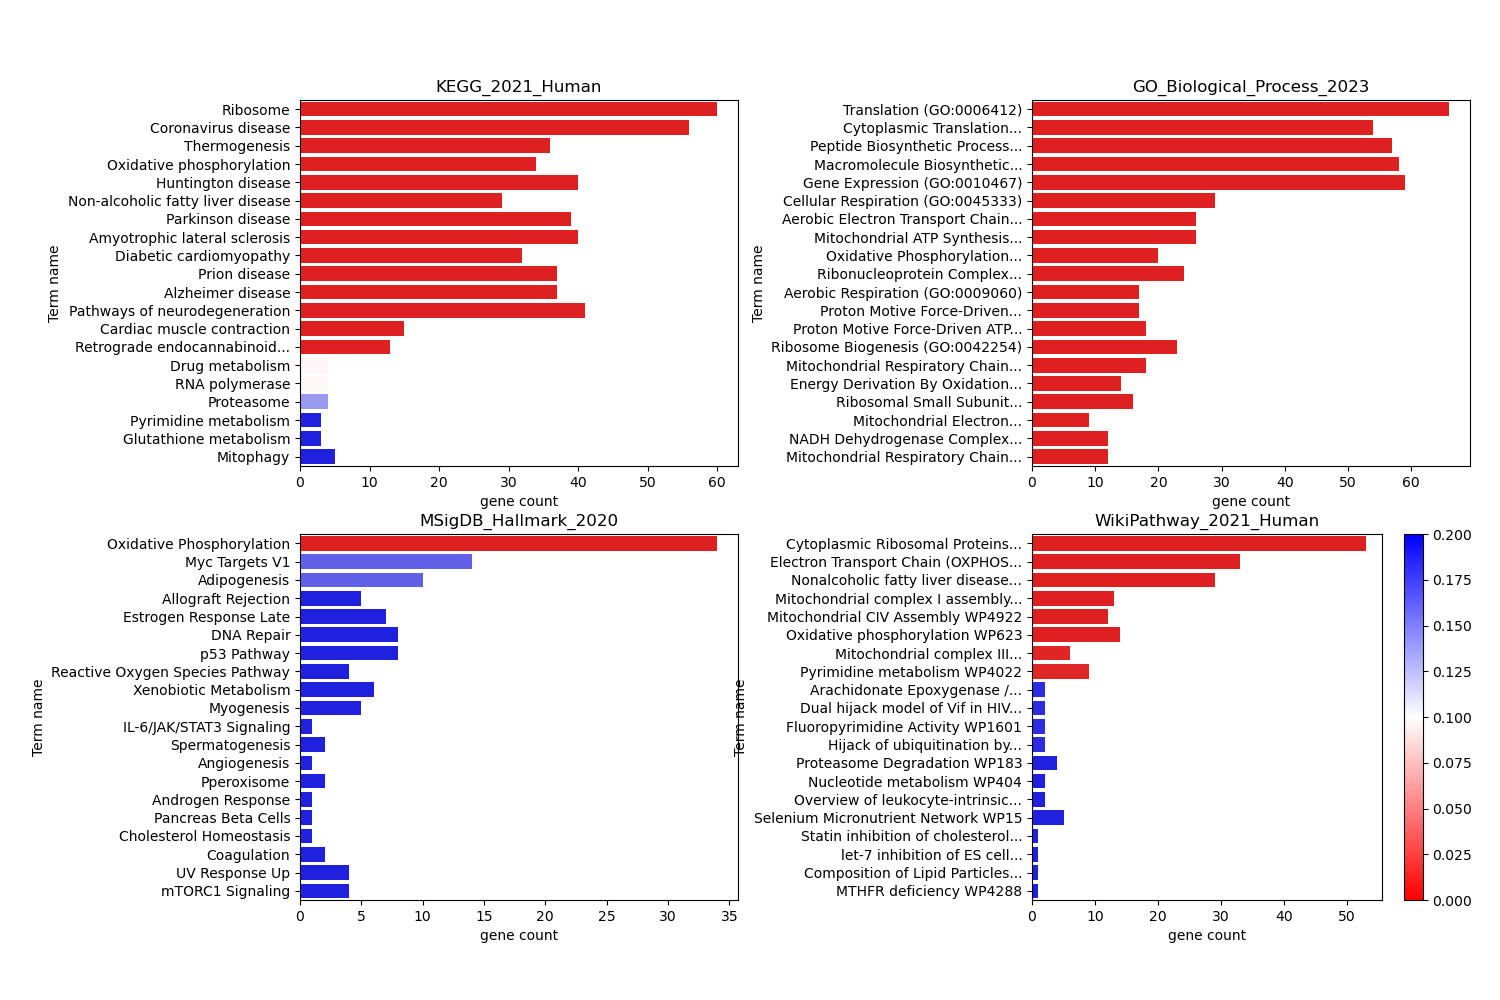 KEGG_2021_Human
Term name
Ribosome
Coronavirus disease
Thermogenesis
Oxidative phosphorylation
Huntington disease
Non-alcoholic fatty liver disease
Parkinson disease
Amyotrophic lateral sclerosis
Diabetic cardiomyopathy
Prion disease
Alzheimer disease
Pathways of neurodegeneration
Cardiac muscle contraction
Retrograde endocannabinoid...
Drug metabolism
RNA polymerase
Proteasome
Pyrimidine metabolism
Glutathione metabolism
Mitophagy
0 10 20 30 40 50 60
gene count
GO_Biological_Process_2023
Term name
Translation (GO:0006412)
Cytoplasmic Translation...
Peptide Biosynthetic Process...
Macromolecule Biosynthetic...
Gene Expression (GO:0010467)
Cellular Respiration (GO:0045333)
Aerobic Electron Transport Chain...
Mitochondrial ATP Synthesis...
Oxidative Phosphorylation...
Ribonucleoprotein Complex...
Aerobic Respiration (GO:0009060)
Proton Motive Force-Driven...
Proton Motive Force-Driven ATP...
Ribosome Biogenesis (GO:0042254)
Mitochondrial Respiratory Chain...
Energy Derivation By Oxidation...
Ribosomal Small Subunit...
Mitochondrial Electron...
NADH Dehydrogenase Complex...
Mitochondrial Respiratory Chain...
0 10 20 30 40 50 60
gene count
MSigDB_Hallmark_2020
Term name
Oxidative Phosphorylation
Myc Targets V1
Adipogenesis
Allograft Rejection
Estrogen Response Late
DNA Repair
p53 Pathway
Reactive Oxygen Species Pathway
Xenobiotic Metabolism
Myogenesis
IL-6/JAK/STAT3 Signaling
Spermatogenesis
Angiogenesis
Pperoxisome
Androgen Response
Pancreas Beta Cells
Cholesterol Homeostasis
Coagulation
UV Response Up
mTORC1 Signaling
0 5 10 15 20 25 30 35
gene count
WikiPathway_2021_Human
Term name
Cytoplasmic Ribosomal Proteins...
Electron Transport Chain (OXPHOS...
Nonalcoholic fatty liver disease...
Mitochondrial complex I assembly...
Mitochondrial CIV Assembly WP4922
Oxidative phosphorylation WP623
Mitochondrial complex III...
Pyrimidine metabolism WP4022
Arachidonate Epoxygenase /...
Dual hijack model of Vif in HIV...
Fluoropyrimidine Activity WP1601
Hijack of ubiquitination by...
Proteasome Degradation WP183
Nucleotide metabolism WP404
Overview of leukocyte-intrinsic...
Selenium Micronutrient Network WP15
Statin inhibition of cholesterol...
let-7 inhibition of ES cell...
Composition of Lipid Particles...
MTHFR deficiency WP4288
0 10 20 30 40 50
gene count
0.200
0.175
0.150
0.125
0.100
0.075
0.050
0.025
0.000